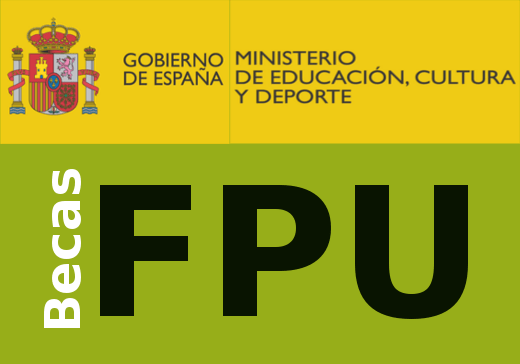 GOBIERNO
DE ESPAÑA
MINISTERIO
DE EDUCACIÓN, CULTURA
Y DEPORTE
Becas
FPU